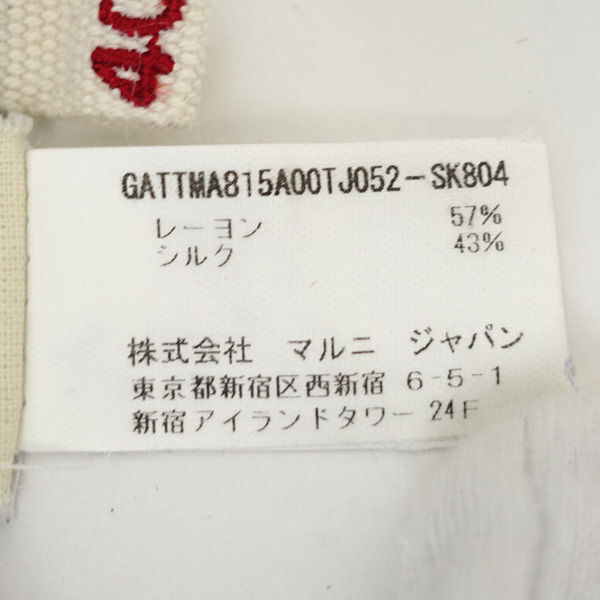 40
GATTMA815A00TJ052-SK804
レーヨン 57%
シルク 43%
株式会社 マルニ ジャパン
東京都新宿区西新宿 6-5-1
新宿アイランドタワー 24F